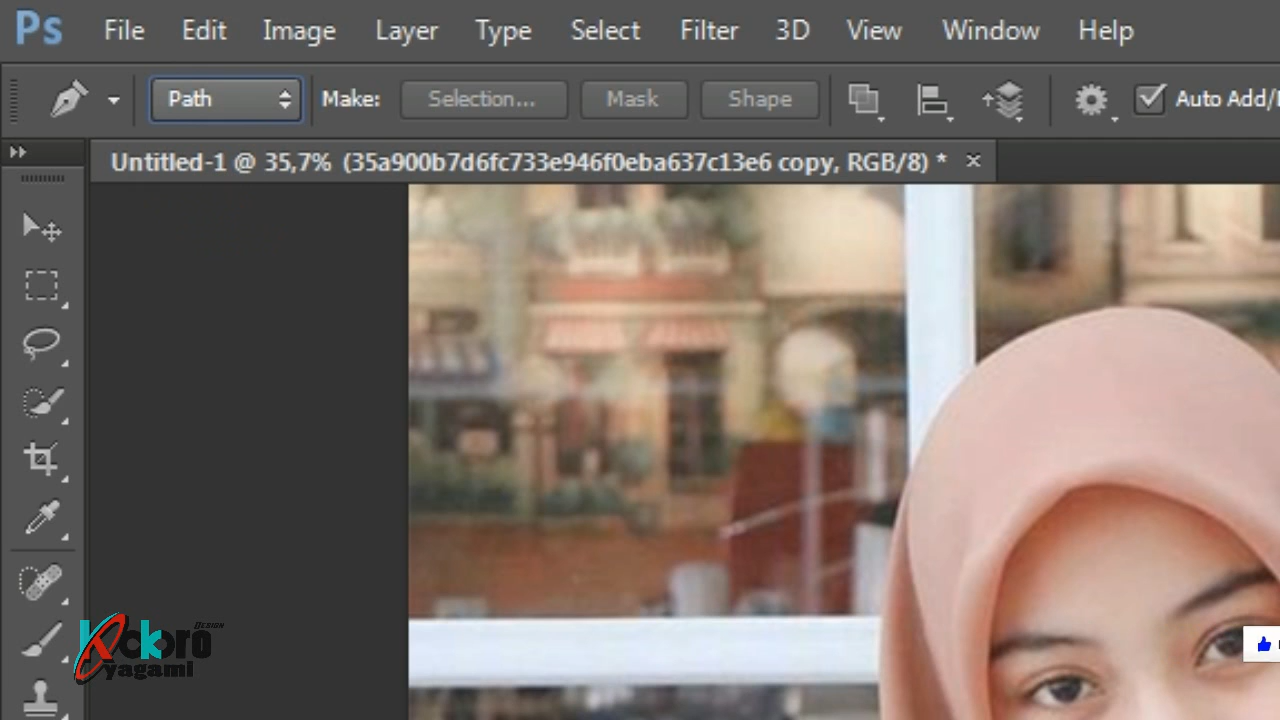 Ps File Edit Image Layer Type Select Filter 3D View Window Help
Path Make: Selection... Mask Shape Auto Add/
Untitled-1 @ 35,7% (35a900b7d6fc733e946f0eba637c13e6 copy, RGB/8) * ×
DESIGN
Kokoro
yagami